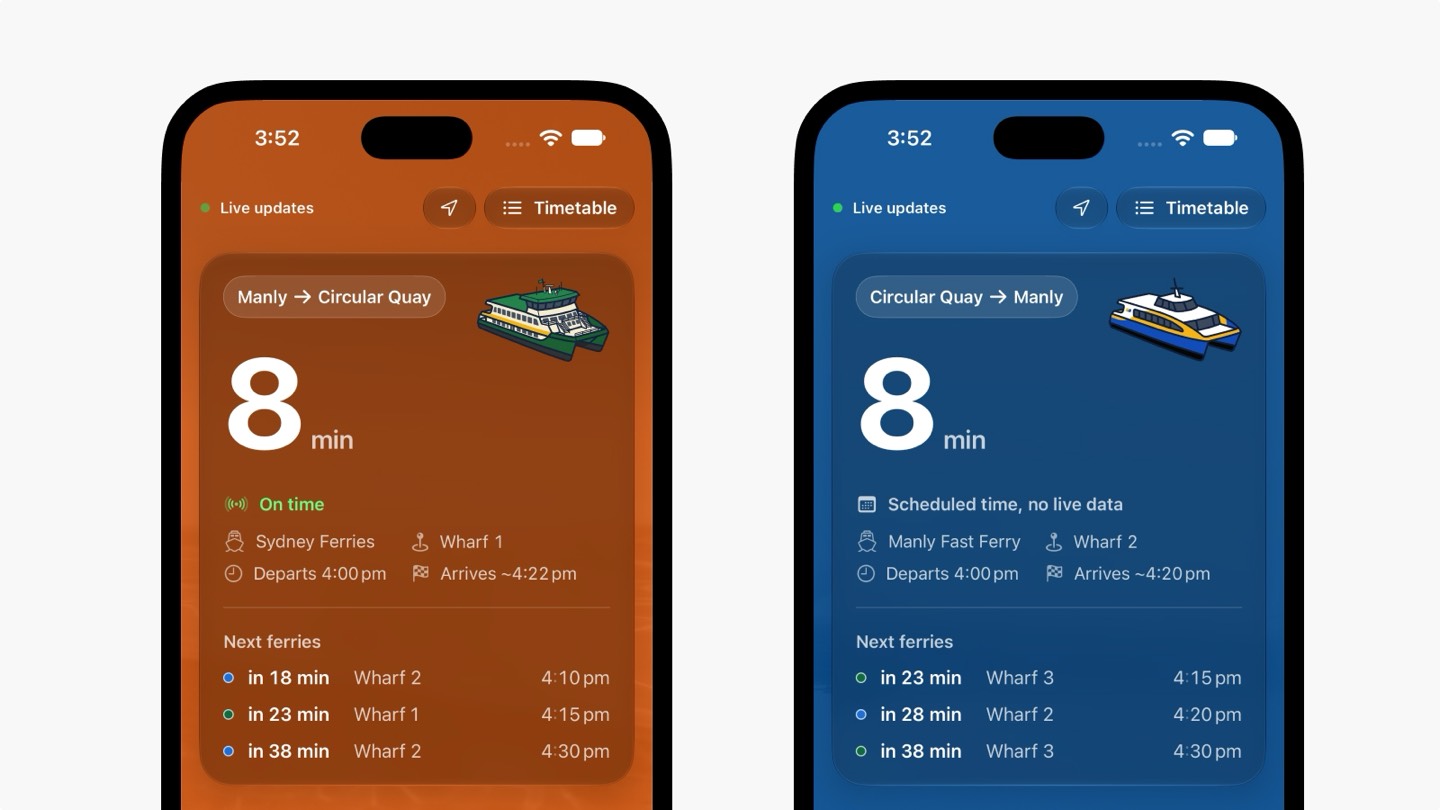 3:52
Live updates
Timetable
Manly → Circular Quay
8 min
On time
Sydney Ferries Wharf 1
Departs 4:00 pm Arrives ~4:22 pm
Next ferries
in 18 min Wharf 2 4:10 pm
in 23 min Wharf 1 4:15 pm
in 38 min Wharf 2 4:30 pm
3:52
Live updates
Timetable
Circular Quay → Manly
8 min
Scheduled time, no live data
Manly Fast Ferry Wharf 2
Departs 4:00 pm Arrives ~4:20 pm
Next ferries
in 23 min Wharf 3 4:15 pm
in 28 min Wharf 2 4:20 pm
in 38 min Wharf 3 4:30 pm